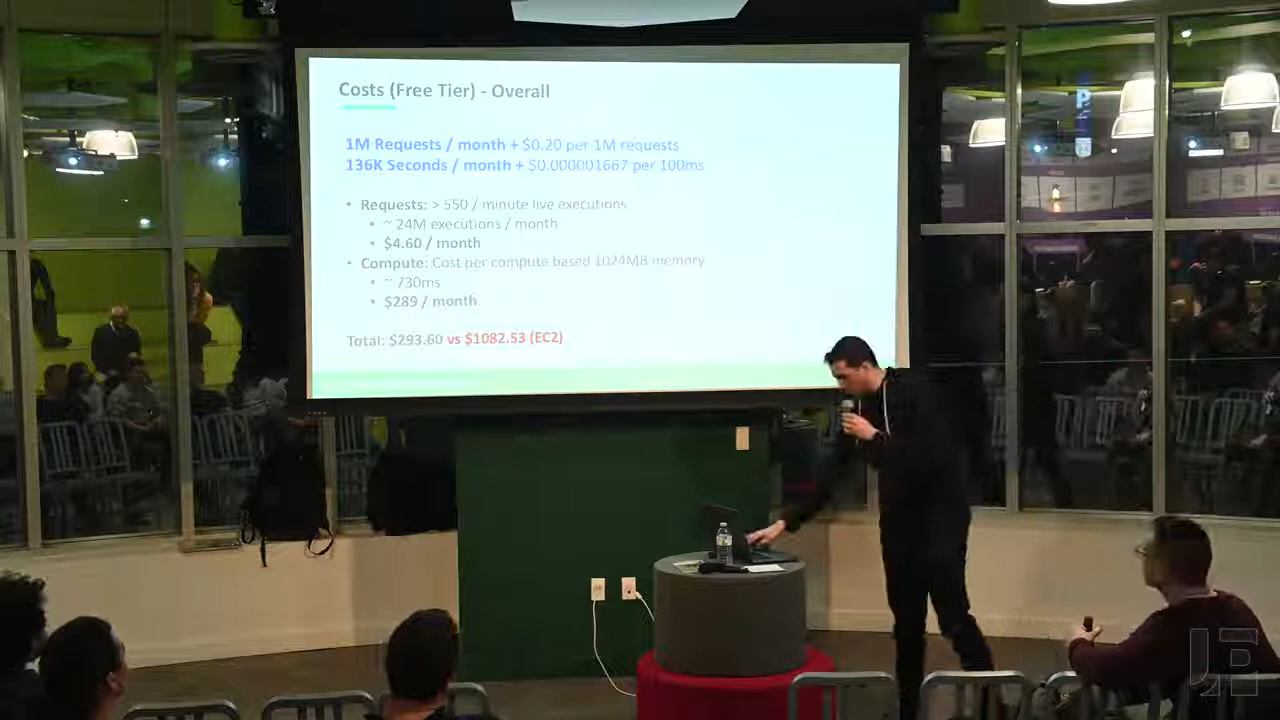 Costs (Free Tier) - Overall
1M Requests / month + $0.20 per 1M requests
136K Seconds / month + $0.000001667 per 100ms
• Requests: > 550 / minute live executions
• ~ 24M executions / month
• $4.60 / month
• Compute: Cost per compute based 1024MB memory
• ~ 730ms
• $289 / month
Total: $293.60 vs $1082.53 (EC2)
P